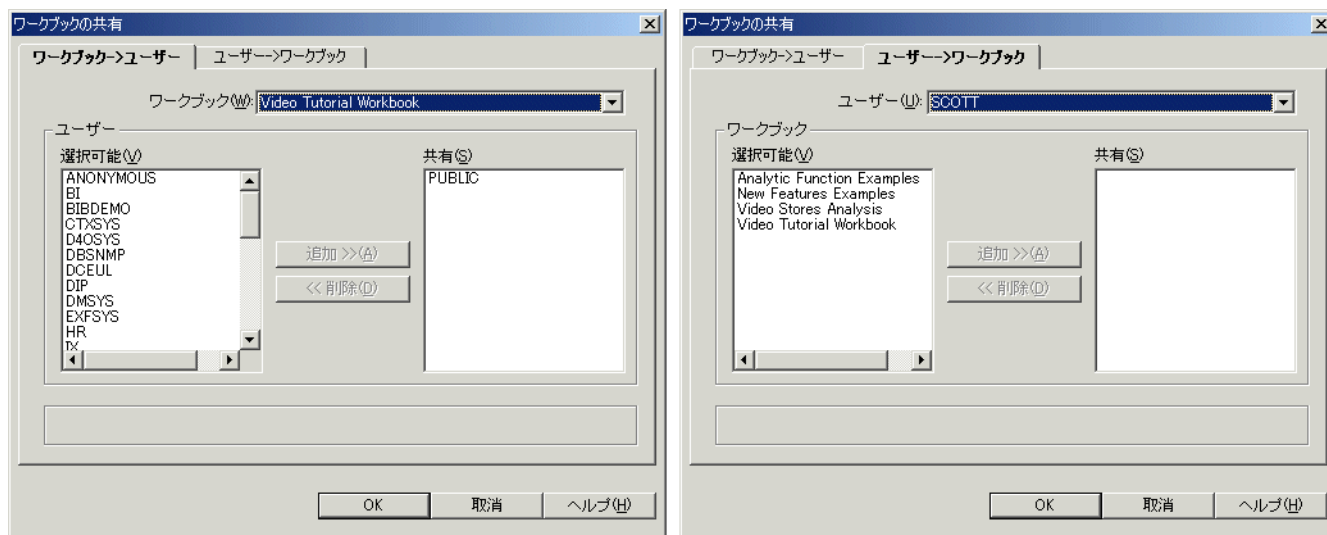 ワークブックの共有
ワークブック->ユーザー
ユーザー->ワークブック
ワークブック(W):
Video Tutorial Workbook
ユーザー
選択可能(V)
ANONYMOUS
BI
BIBDEMO
CTXSYS
D4OSYS
DBSNMP
DCEUL
DIP
DMSYS
EXFSYS
HR
IX
追加 >>(A)
<< 削除(D)
共有(S)
PUBLIC
OK
取消
ヘルプ(H)
ワークブックの共有
ワークブック->ユーザー
ユーザー->ワークブック
ユーザー(U):
SCOTT
ワークブック
選択可能(V)
Analytic Function Examples
New Features Examples
Video Stores Analysis
Video Tutorial Workbook
追加 >>(A)
<< 削除(D)
共有(S)
OK
取消
ヘルプ(H)